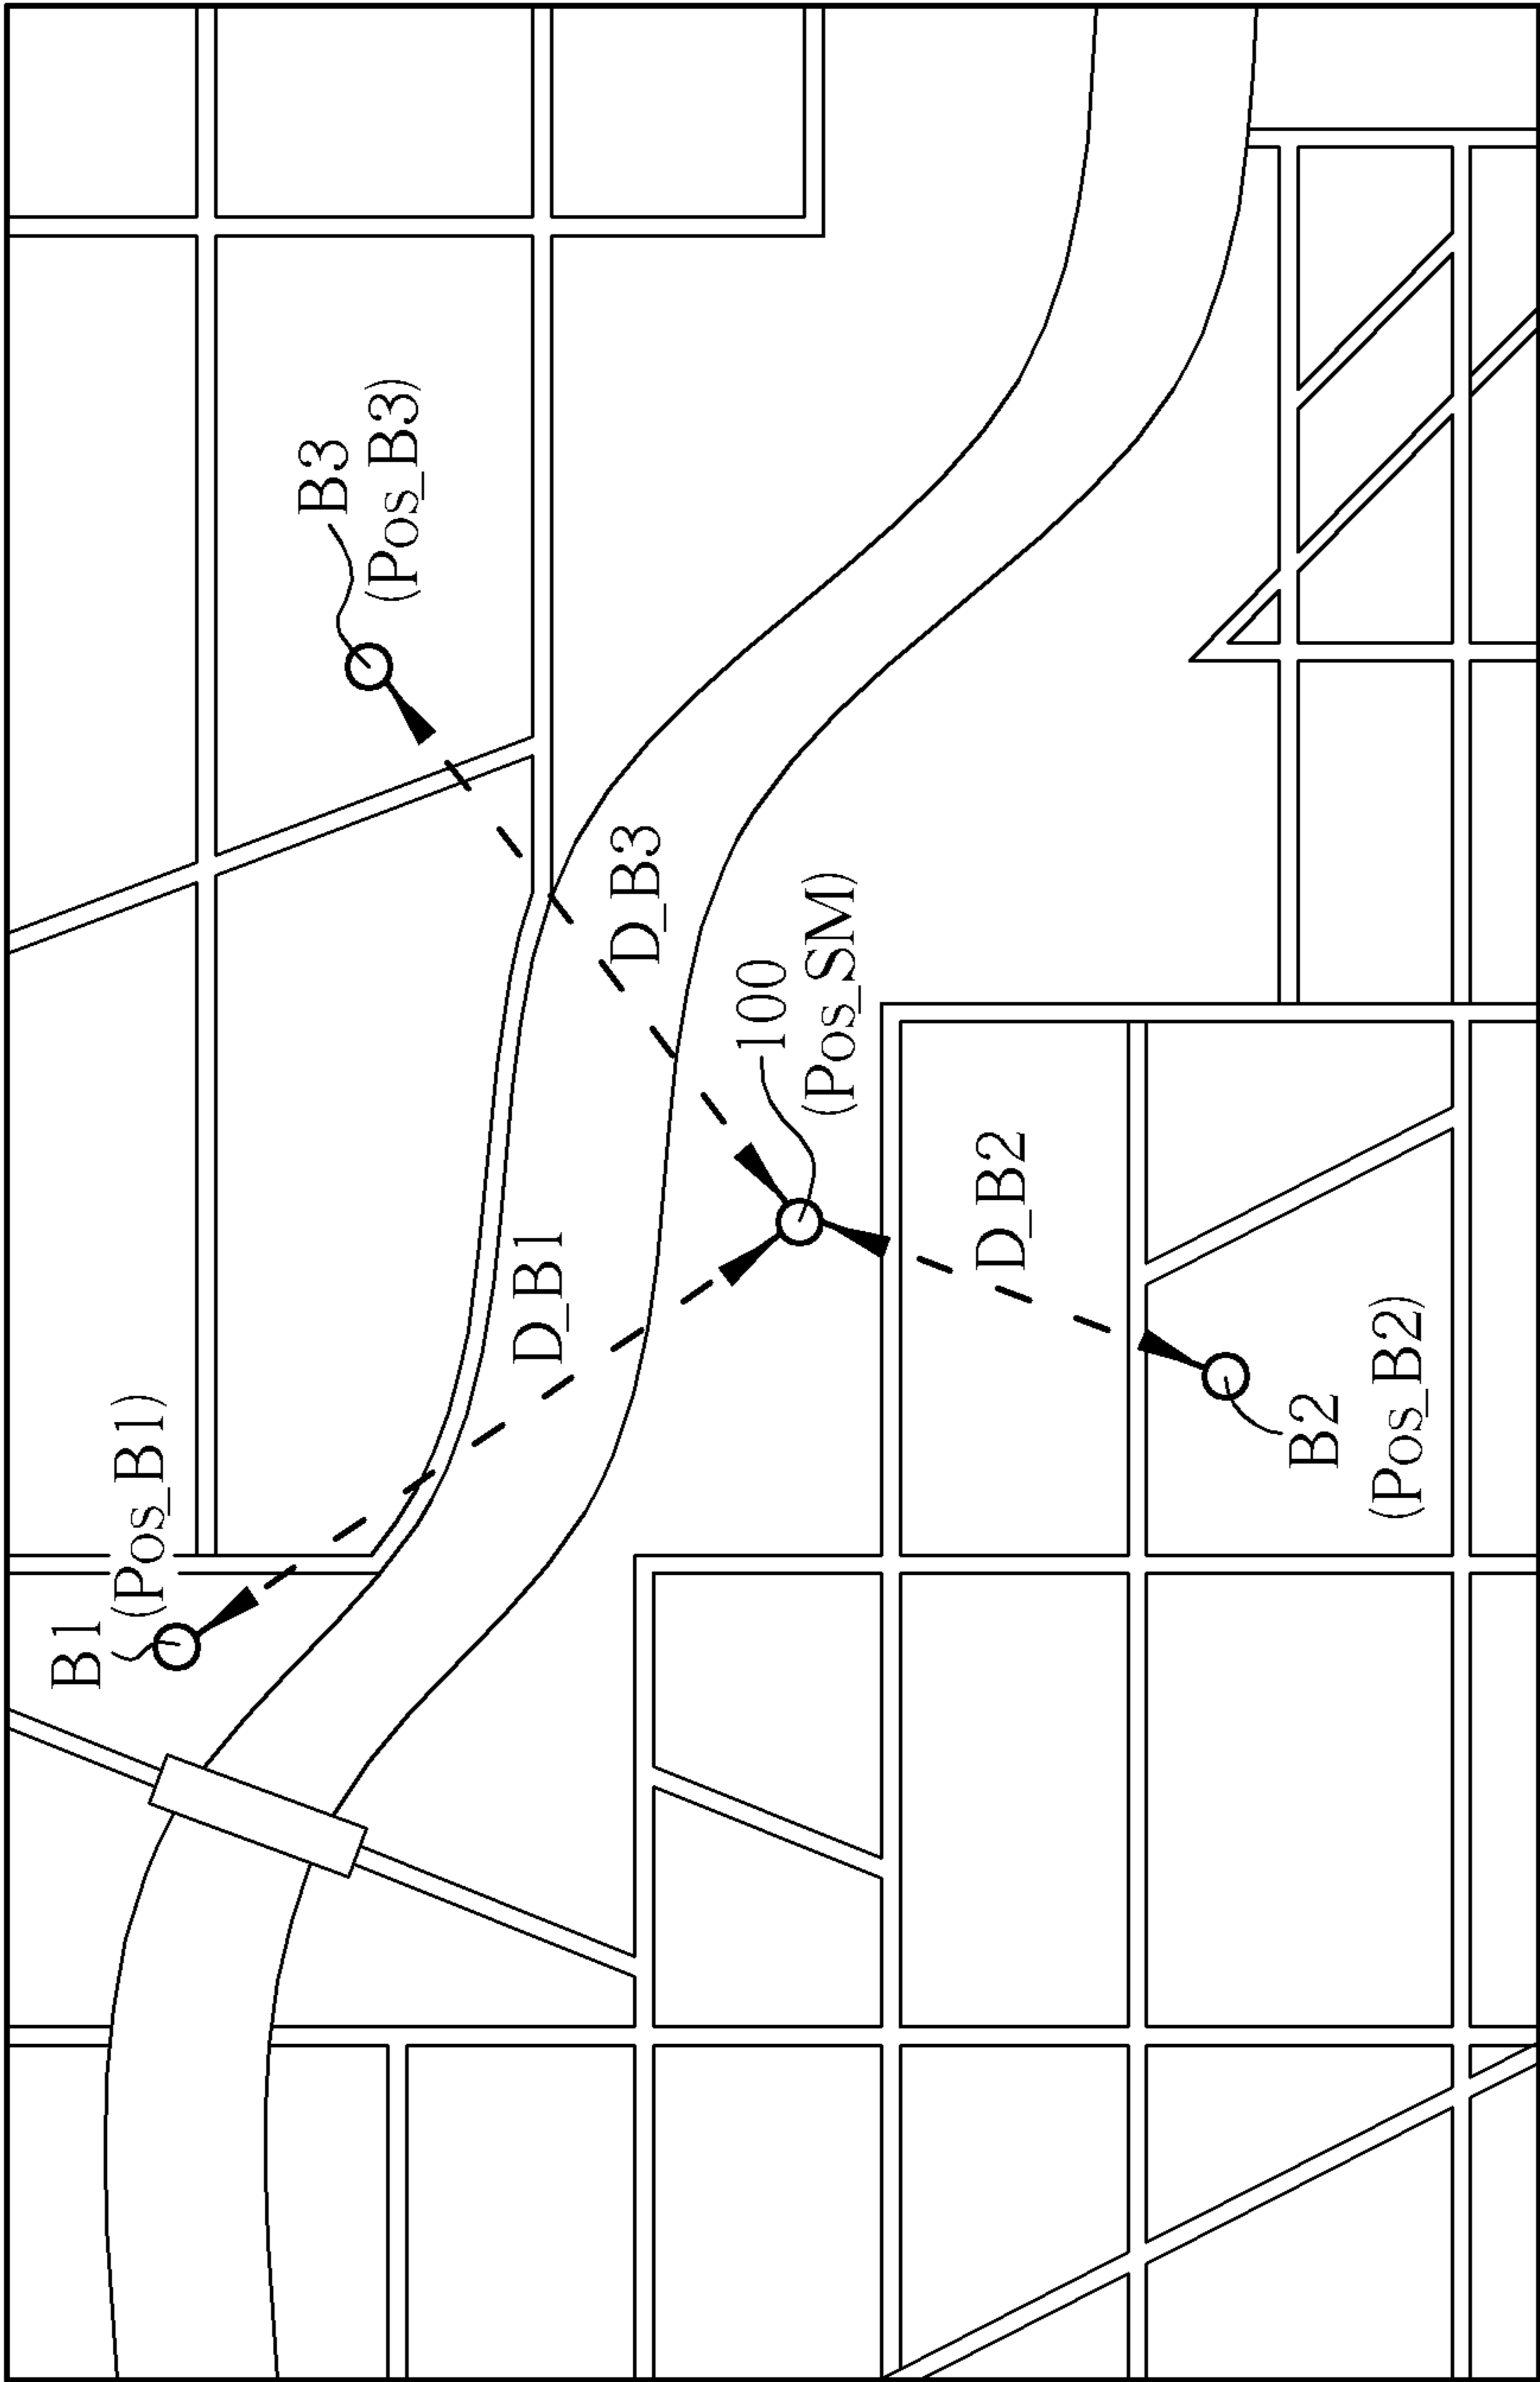 B1
(Pos_B1)
D_B1
B3
(Pos_B3)
D_B3
100
(Pos_SM)
D_B2
B2
(Pos_B2)